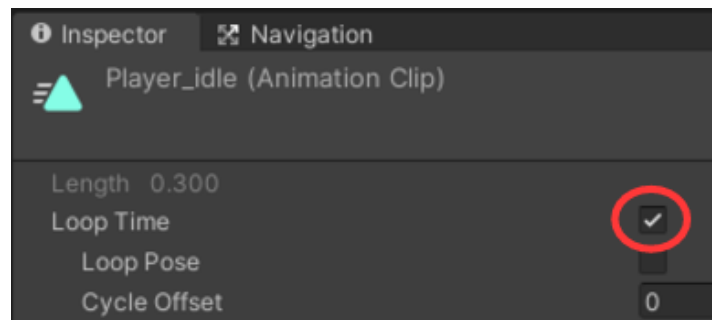 Inspector Navigation
Player_idle (Animation Clip)
Length 0.300
Loop Time
Loop Pose
Cycle Offset 0